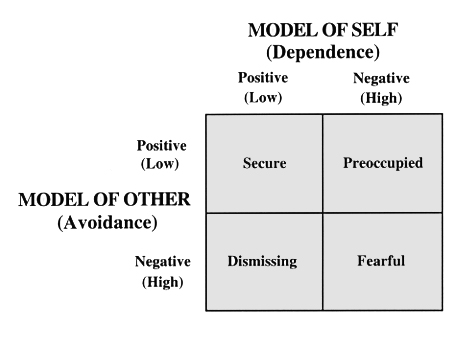 MODEL OF SELF
(Dependence)
Positive Negative
(Low) (High)
Positive
(Low)
Secure Preoccupied
MODEL OF OTHER
(Avoidance)
Negative
(High)
Dismissing Fearful